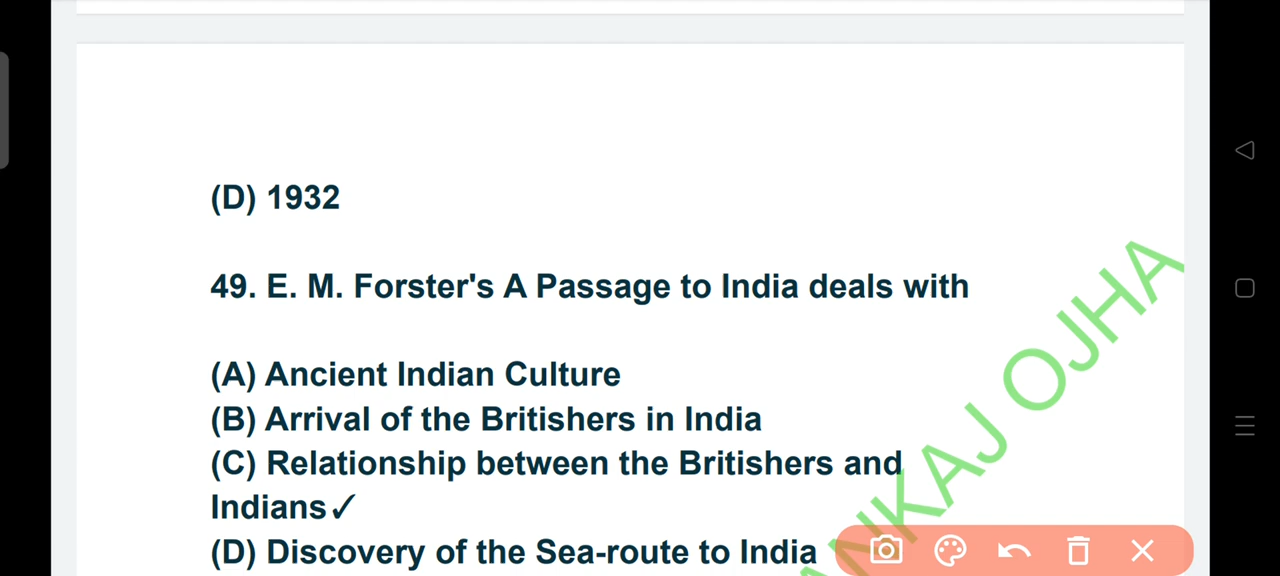 (D) 1932
49. E. M. Forster's A Passage to India deals with
(A) Ancient Indian Culture
(B) Arrival of the Britishers in India
(C) Relationship between the Britishers and
Indians✓
(D) Discovery of the Sea-route to India
ANKAJ OJHA